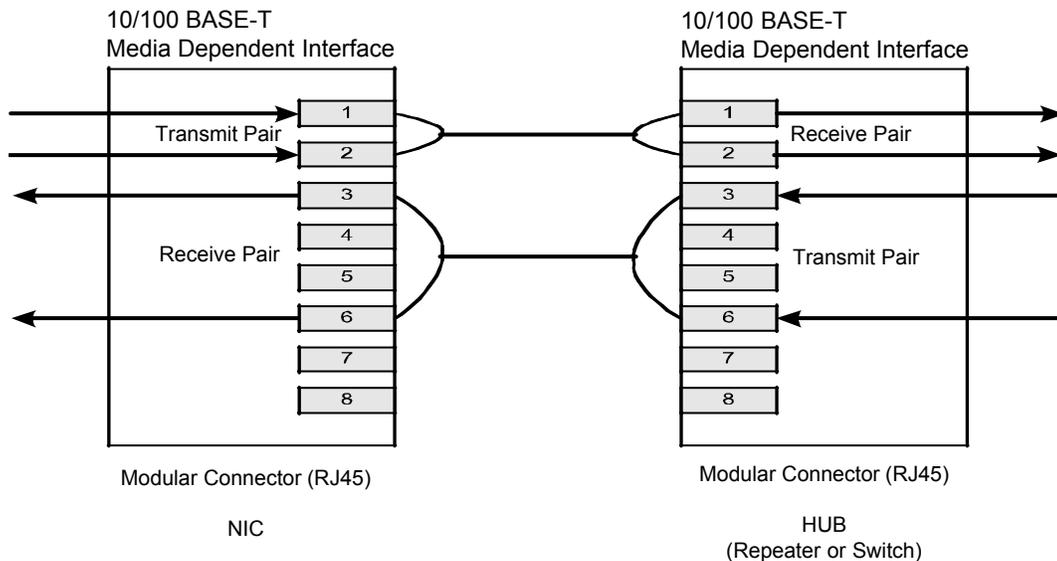 10/100 BASE-T
Media Dependent Interface
1
Transmit Pair
2
3
4
Receive Pair
5
6
7
8
Modular Connector (RJ45)
NIC
10/100 BASE-T
Media Dependent Interface
1
Receive Pair
2
3
4
Transmit Pair
5
6
7
8
Modular Connector (RJ45)
HUB
(Repeater or Switch)